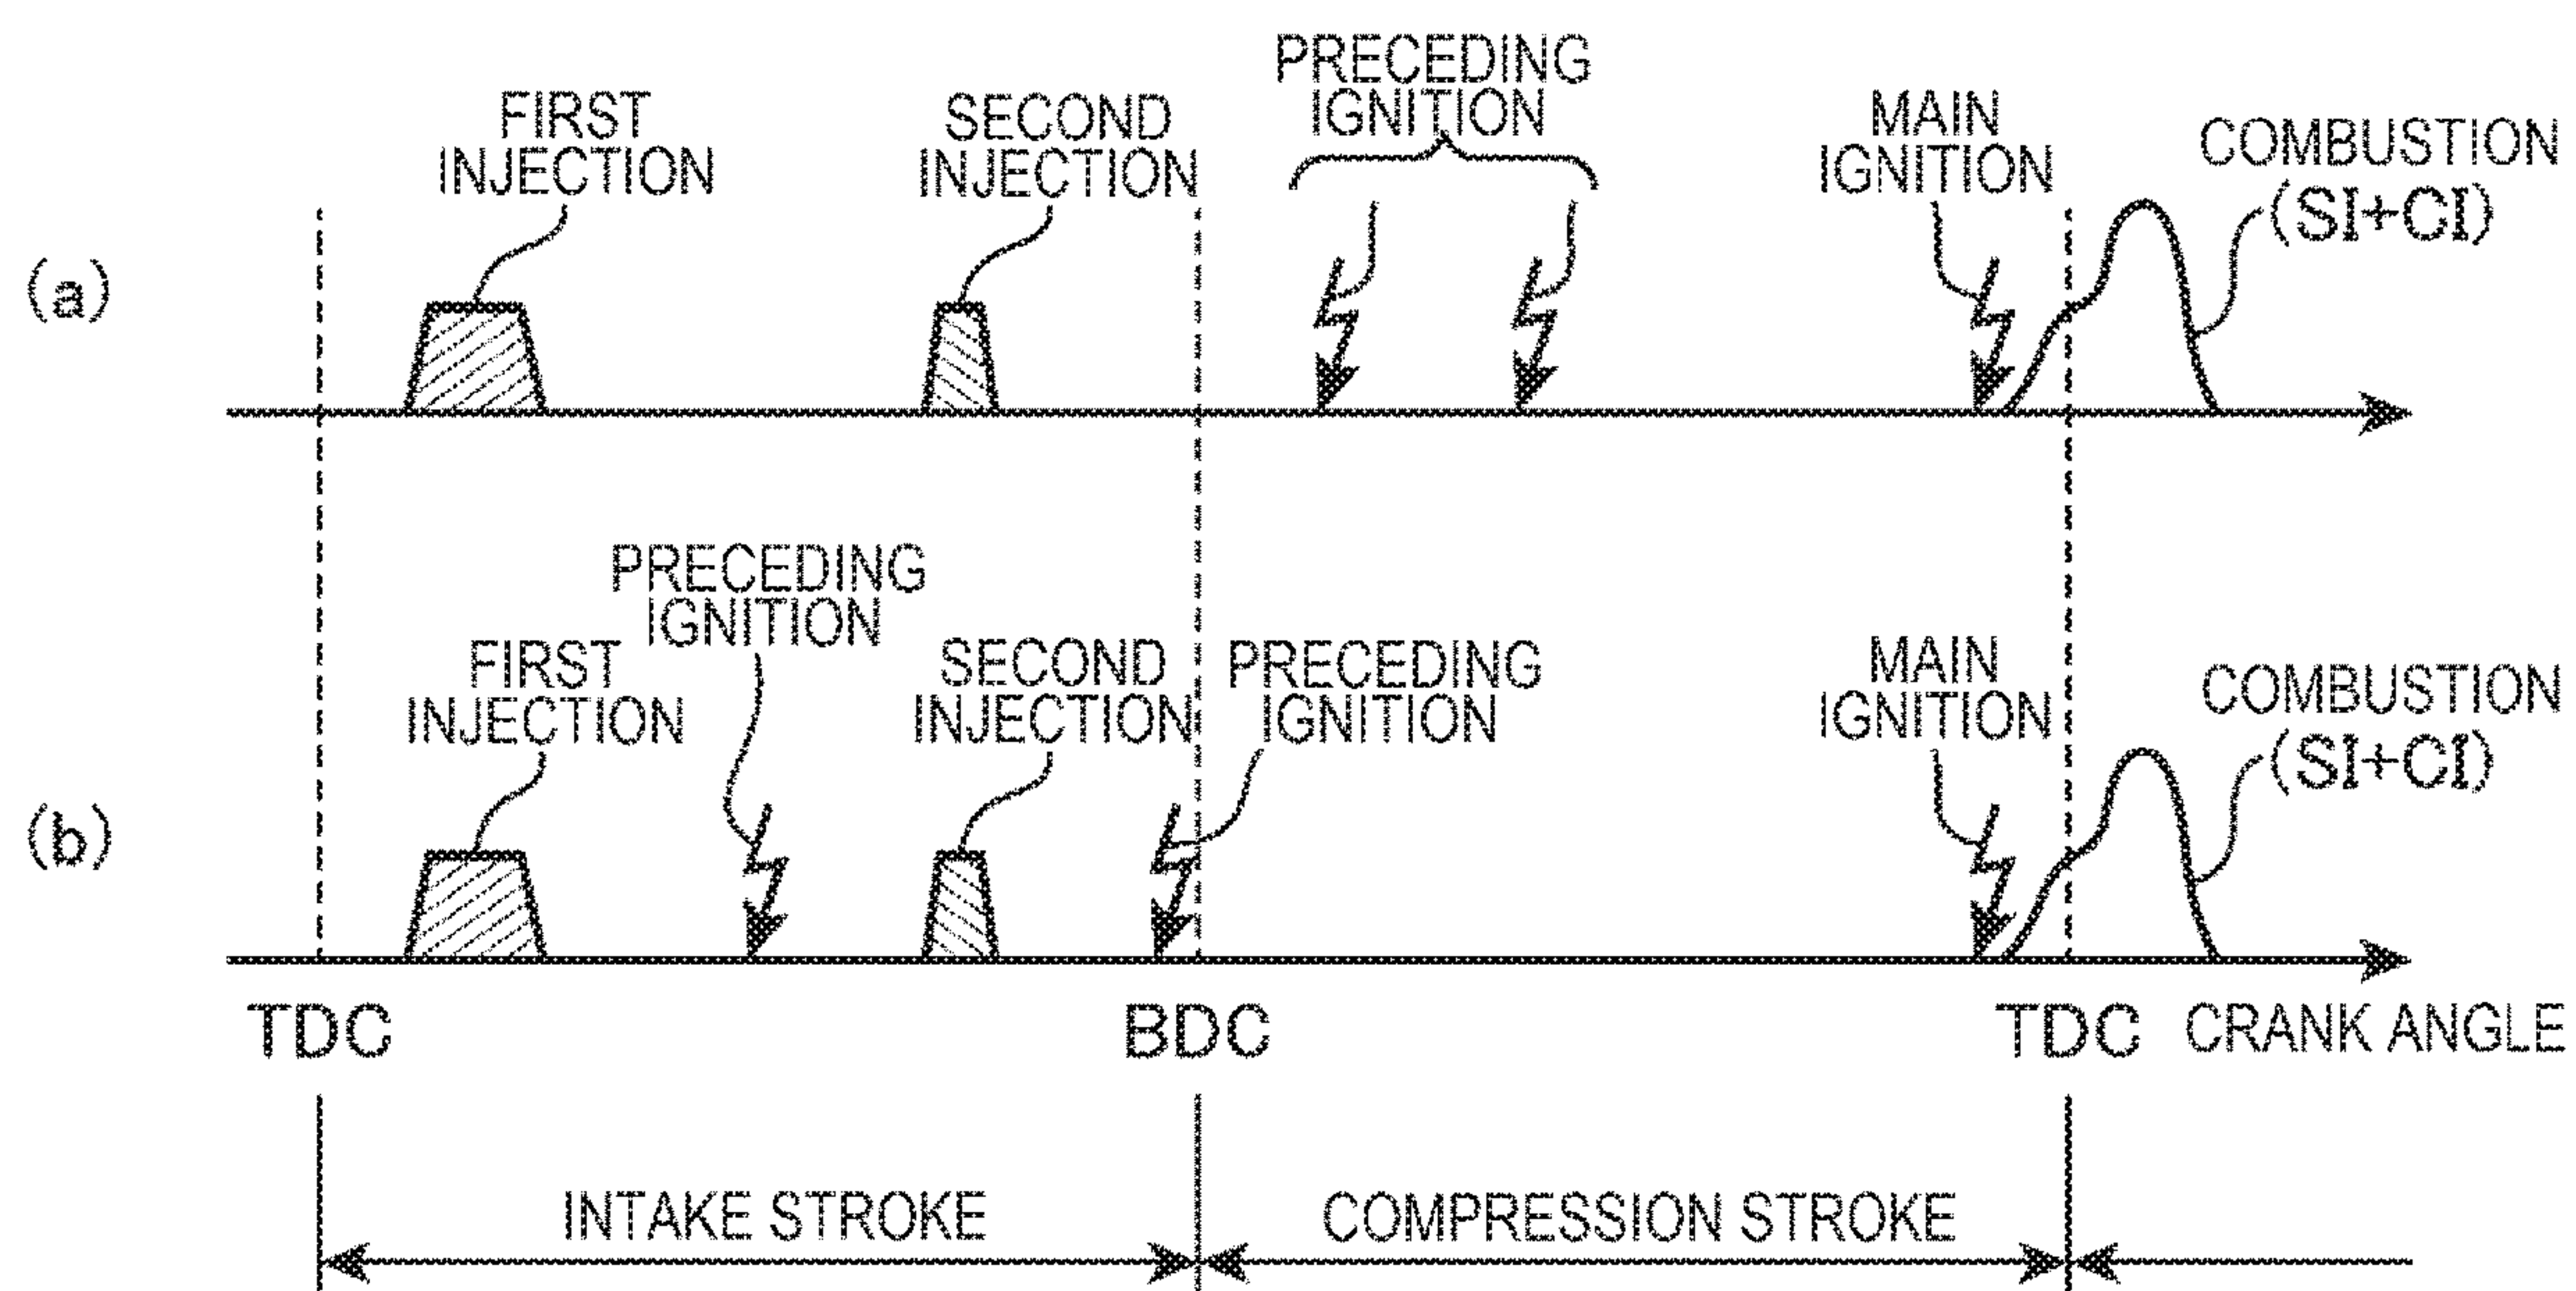 PRECEDING
IGNITION
FIRST
INJECTION
SECOND
INJECTION
MAIN
IGNITION
COMBUSTION
(SI+CI)
(a)
PRECEDING
IGNITION
FIRST
INJECTION
SECOND
INJECTION
PRECEDING
IGNITION
MAIN
IGNITION
COMBUSTION
(SI+CI)
(b)
TDC
BDC
TDC
CRANK ANGLE
INTAKE STROKE
COMPRESSION STROKE